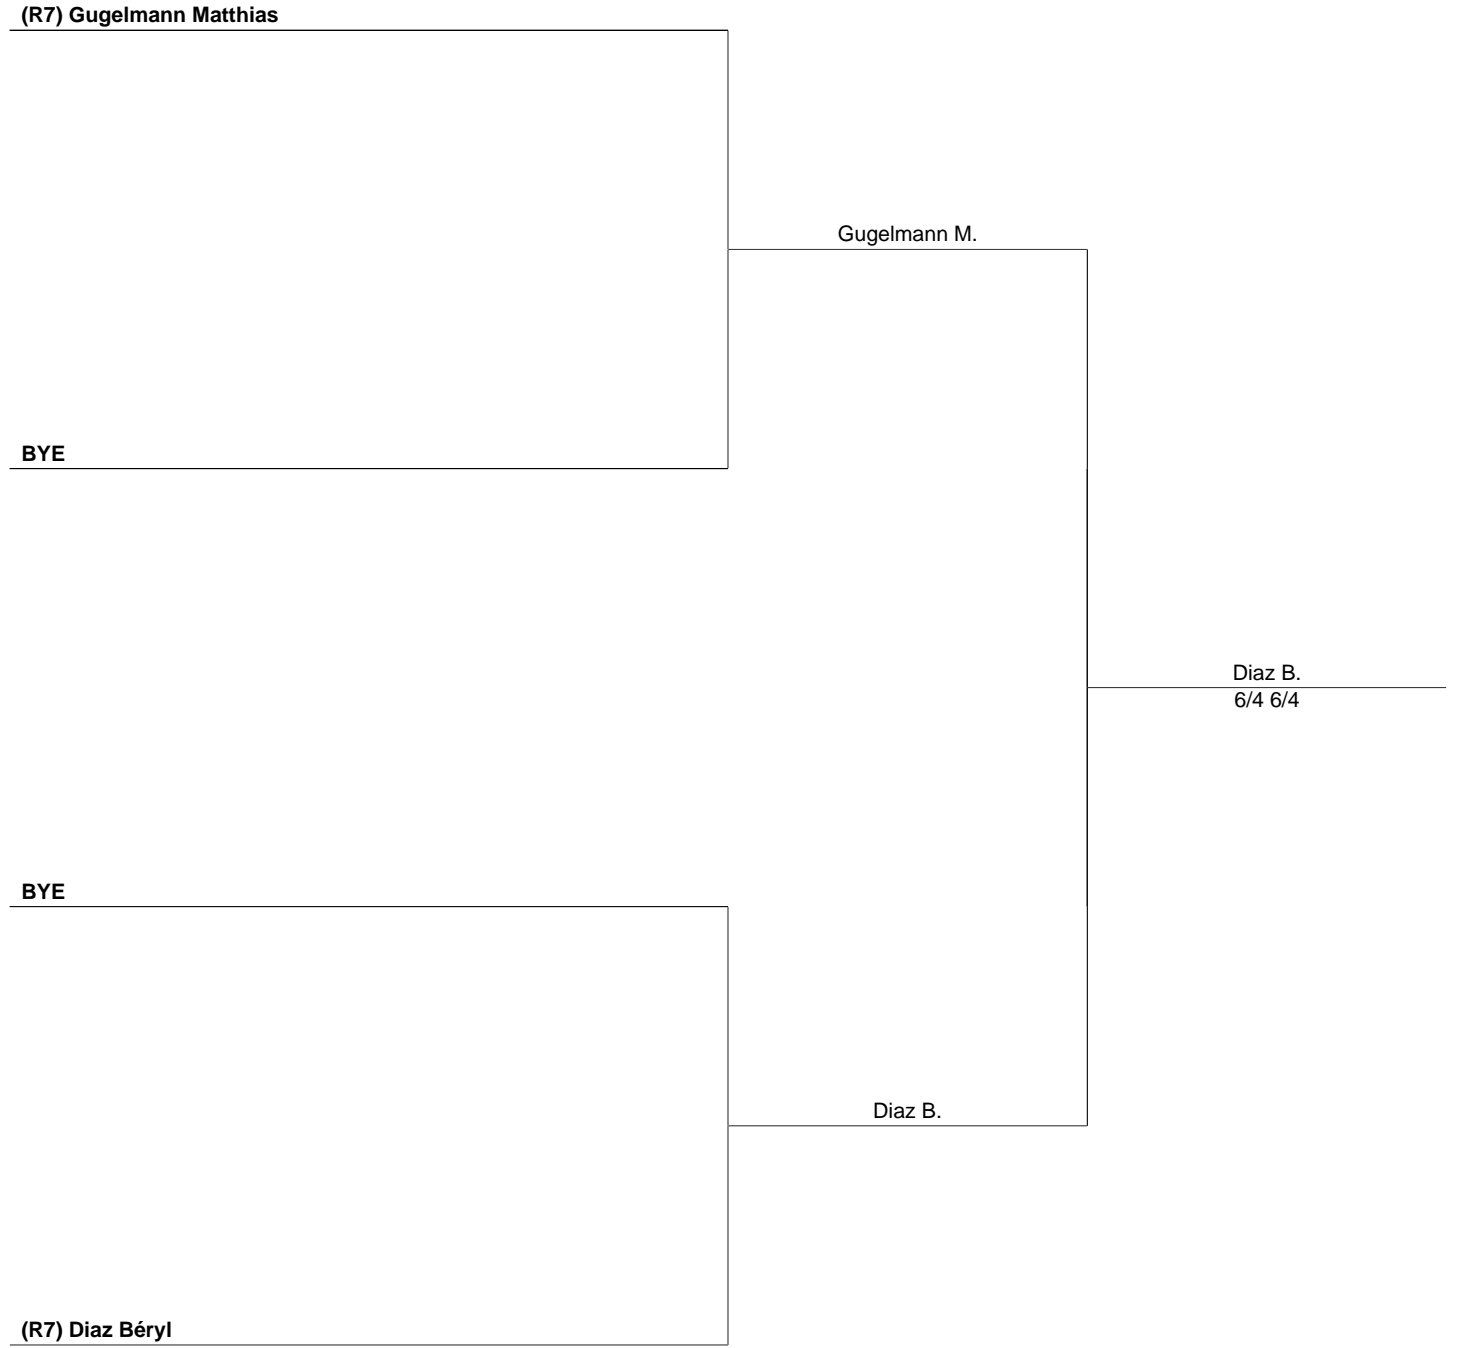 (R7) Gugelmann Matthias
Gugelmann M.
BYE
Diaz B.
6/4 6/4
BYE
Diaz B.
(R7) Diaz Béryl